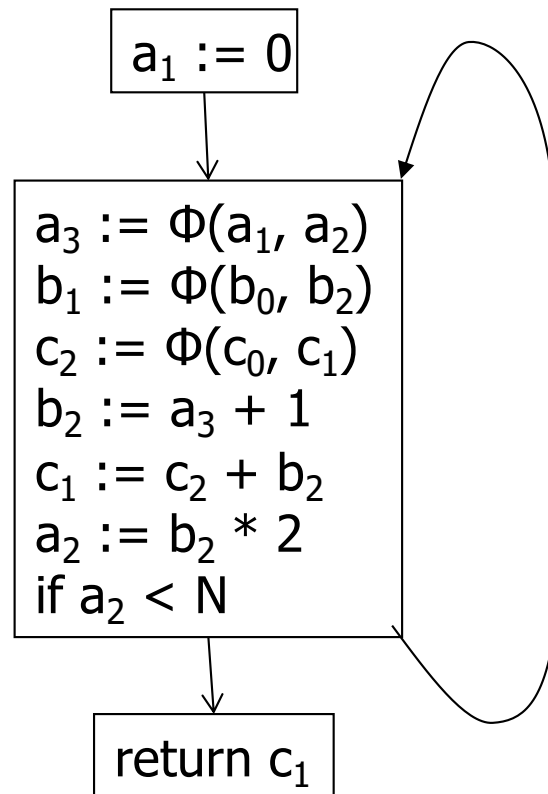 a₁ := 0
a₃ := Φ(a₁, a₂)
b₁ := Φ(b₀, b₂)
c₂ := Φ(c₀, c₁)
b₂ := a₃ + 1
c₁ := c₂ + b₂
a₂ := b₂ * 2
if a₂ < N
return c₁